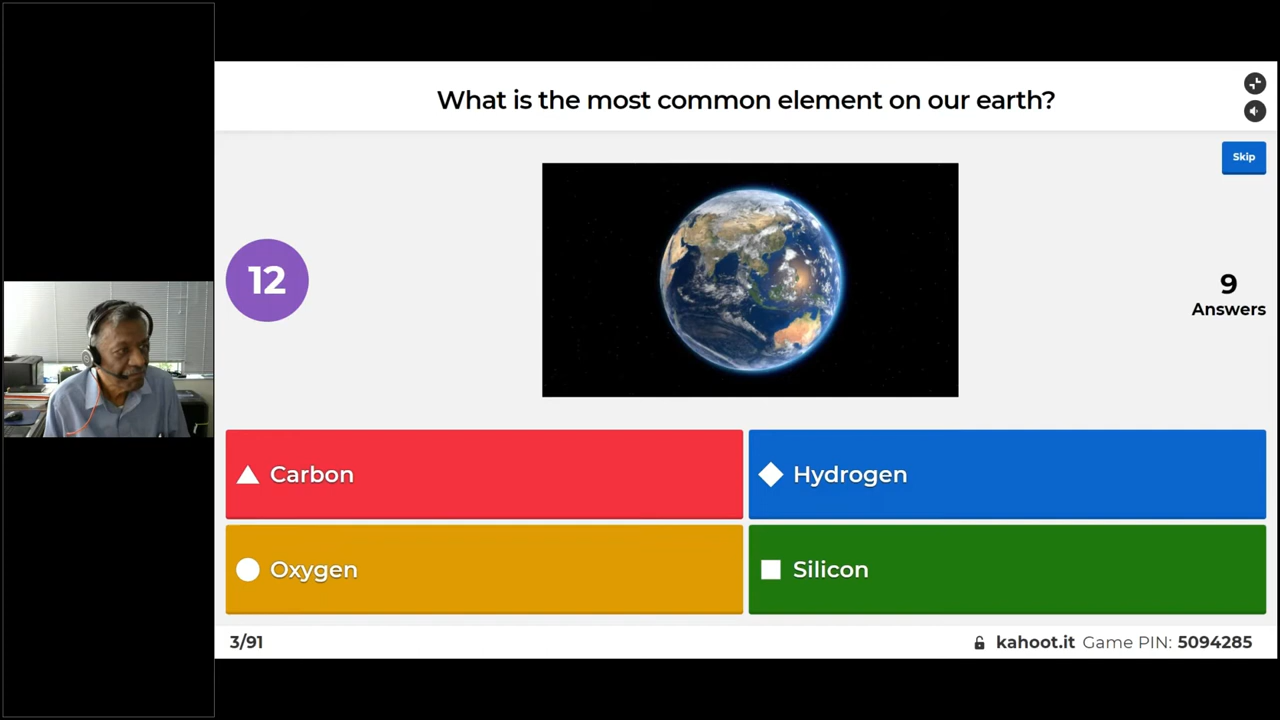 What is the most common element on our earth?
Skip
12
9
Answers
Carbon
Hydrogen
Oxygen
Silicon
3/91
kahoot.it Game PIN: 5094285